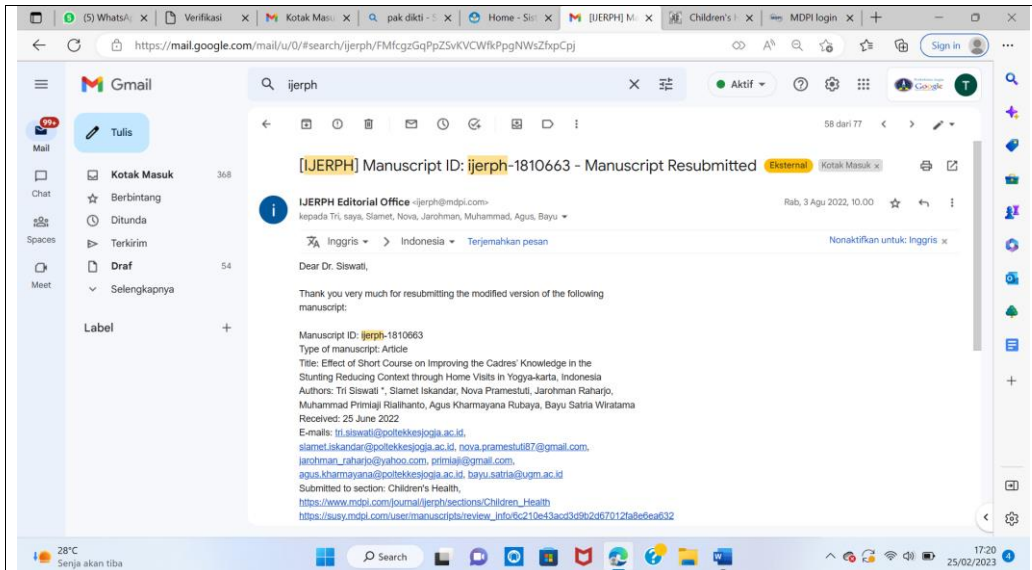 (5) WhatsA
Verifikasi
Kotak Masu
pak dikti - S
Home - Sist
[IJERPH] M
Children's H
MDPI login
https://mail.google.com/mail/u/0/#search/ijerph/FMfcgzGqPpZSvKVCWfkPpgNWsZfxpCpj
Sign in
Gmail
ijerph
Aktif
Google
T
99+
Mail
Chat
Spaces
Meet
Tulis
Kotak Masuk 368
Berbintang
Ditunda
Terkirim
Draf 54
Selengkapnya
Label
58 dari 77
[IJERPH] Manuscript ID: ijerph-1810663 - Manuscript Resubmitted Eksternal Kotak Masuk x
i
IJERPH Editorial Office <ijerph@mdpi.com> Rab, 3 Agu 2022, 10.00
kepada Tri, saya, Slamet, Nova, Jarohman, Muhammad, Agus, Bayu
Inggris > Indonesia Terjemahkan pesan Nonaktifkan untuk: Inggris x
Dear Dr. Siswati,
Thank you very much for resubmitting the modified version of the following
manuscript:
Manuscript ID: ijerph-1810663
Type of manuscript: Article
Title: Effect of Short Course on Improving the Cadres' Knowledge in the
Stunting Reducing Context through Home Visits in Yogya-karta, Indonesia
Authors: Tri Siswati *, Slamet Iskandar, Nova Pramestuti, Jarohman Raharjo,
Muhammad Primiaji Rialihanto, Agus Kharmayana Rubaya, Bayu Satria Wiratama
Received: 25 June 2022
E-mails: tri.siswati@poltekkesjogja.ac.id,
slamet.iskandar@poltekkesjogja.ac.id, nova.pramestuti87@gmail.com,
jarohman_raharjo@yahoo.com, primiaji@gmail.com,
agus.kharmayana@poltekkesjogja.ac.id, bayu.satria@ugm.ac.id
Submitted to section: Children's Health,
https://www.mdpi.com/journal/ijerph/sections/Children_Health
https://susy.mdpi.com/user/manuscripts/review_info/6c210e43acd3d9b2d67012fa8e6ea632
28°C
Senja akan tiba
Search
17:20
25/02/2023
4